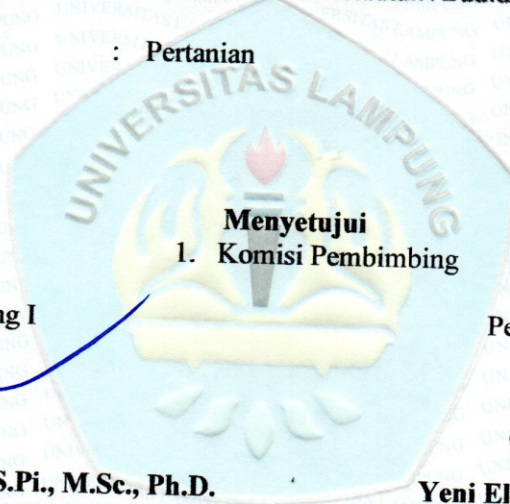 : Pertanian
UNIVERSITAS LAMPUNG
Menyetujui
1. Komisi Pembimbing
ng I
Pe
S.Pi., M.Sc., Ph.D.
Yeni El